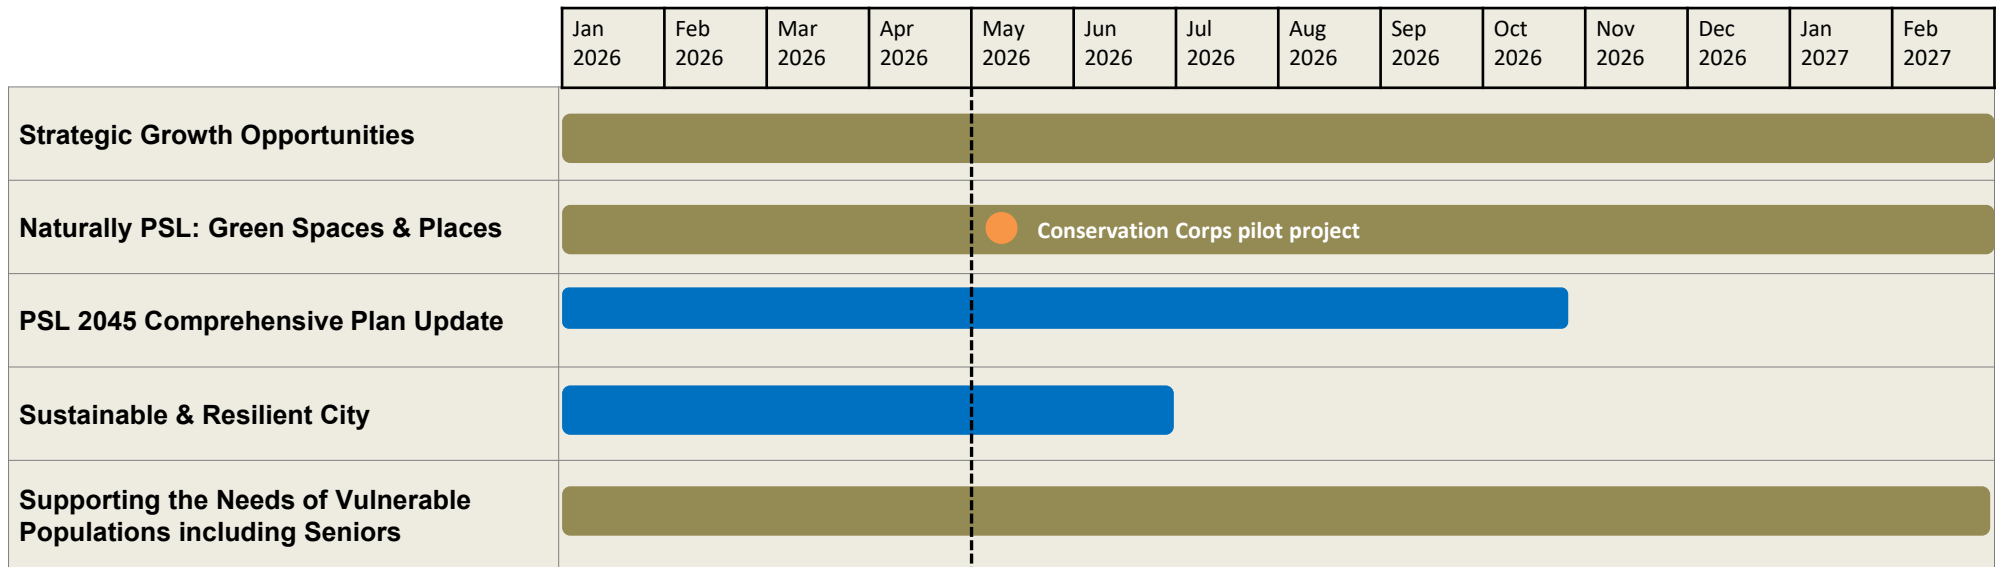 Jan Feb Mar Apr May Jun Jul Aug Sep Oct Nov Dec Jan Feb
2026 2026 2026 2026 2026 2026 2026 2026 2026 2026 2026 2026 2027 2027
Strategic Growth Opportunities
Naturally PSL: Green Spaces & Places
Conservation Corps pilot project
PSL 2045 Comprehensive Plan Update
Sustainable & Resilient City
Supporting the Needs of Vulnerable
Populations including Seniors